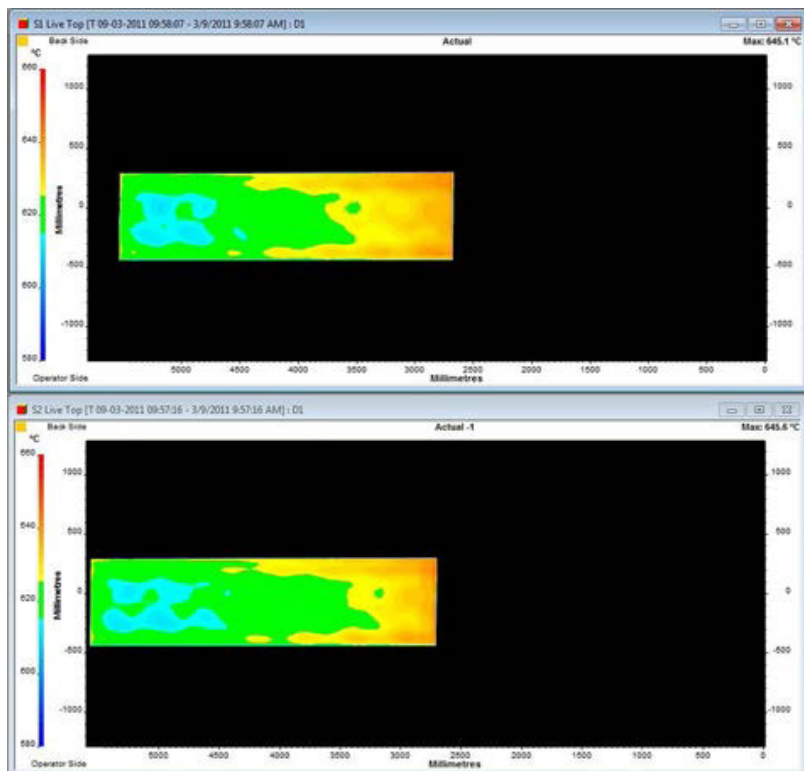 S1 Live Top [T 09-03-2011 09:58:07 - 3/9/2011 9:58:07 AM] : D1
Back Side Actual Max: 645.1 °C
°C
660
1000 1000
640
500 500
620
0 0
Millimetres
-500 -500
600
-1000 -1000
580
5000 4500 4000 3500 3000 2500 2000 1500 1000 500 0
Operator Side Millimetres
S2 Live Top [T 09-03-2011 09:57:16 - 3/9/2011 9:57:16 AM] : D1
Back Side Actual -1 Max: 645.6 °C
°C
660
1000 1000
640
500 500
620
0 0
Millimetres
-500 -500
600
-1000 -1000
580
5000 4500 4000 3500 3000 2500 2000 1500 1000 500 0
Operator Side Millimetres